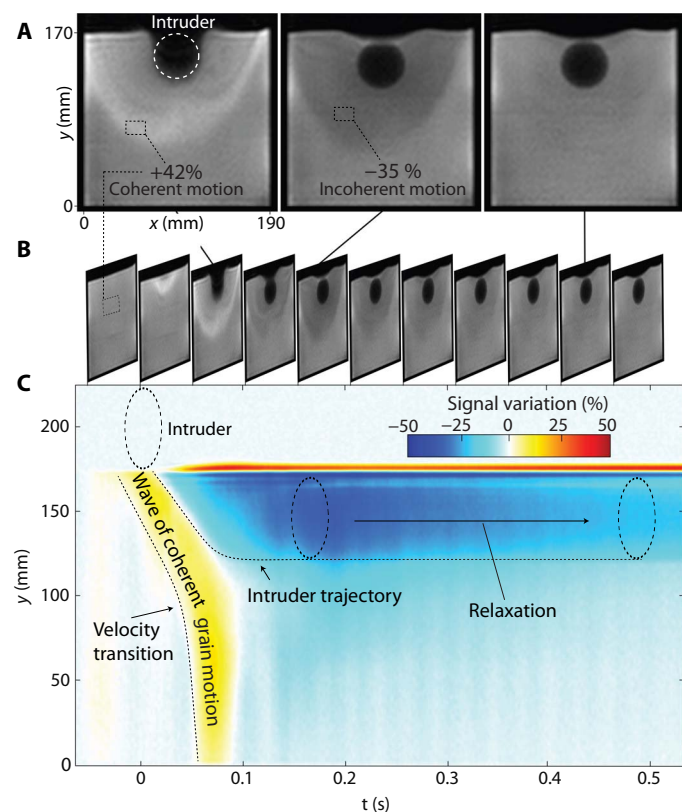 A
170
Intruder
y (mm)
+42%
Coherent motion
−35 %
Incoherent motion
0
0
x (mm)
190
B
C
Signal variation (%)
−50
−25
0
25
50
200
Intruder
150
Wave of coherent grain motion
y (mm)
100
Intruder trajectory
Relaxation
Velocity
transition
50
0
0
0.1
0.2
0.3
0.4
0.5
t (s)